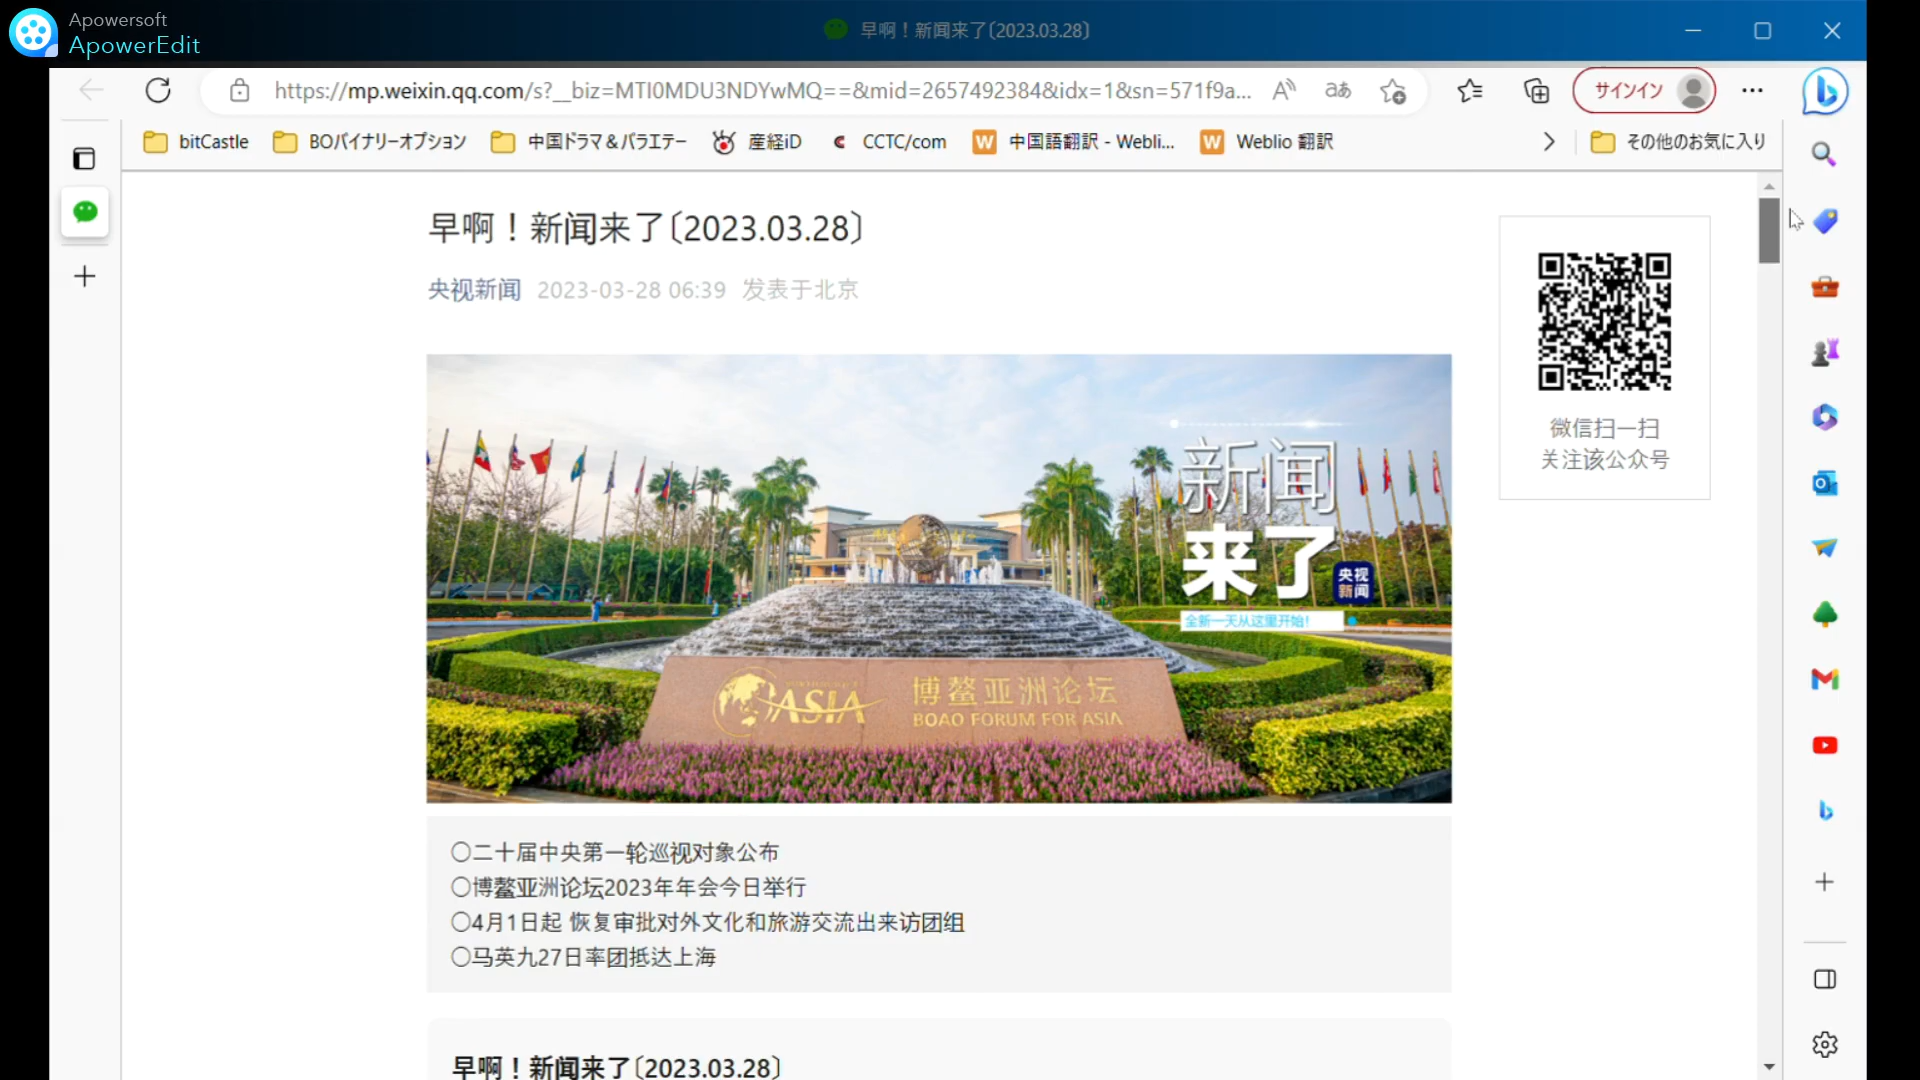 Apowersoft
ApowerEdit
早啊！新闻来了〔2023.03.28〕
https://mp.weixin.qq.com/s?__biz=MTI0MDU3NDYwMQ==&mid=2657492384&idx=1&sn=571f9a...
サインイン
bitCastle
BOバイナリーオプション
中国ドラマ＆バラエテー
産経iD
CCTC/com
中国語翻訳 - Webli...
Weblio 翻訳
その他のお気に入り
早啊！新闻来了〔2023.03.28〕
央视新闻 2023-03-28 06:39 发表于北京
微信扫一扫
关注该公众号
新闻
来了
央视
新闻
全新一天从这里开始!
ASIA
博鳌亚洲论坛
BOAO FORUM FOR ASIA
〇二十届中央第一轮巡视对象公布
〇博鳌亚洲论坛2023年年会今日举行
〇4月1日起 恢复审批对外文化和旅游交流出来访团组
〇马英九27日率团抵达上海
早啊！新闻来了〔2023.03.28〕